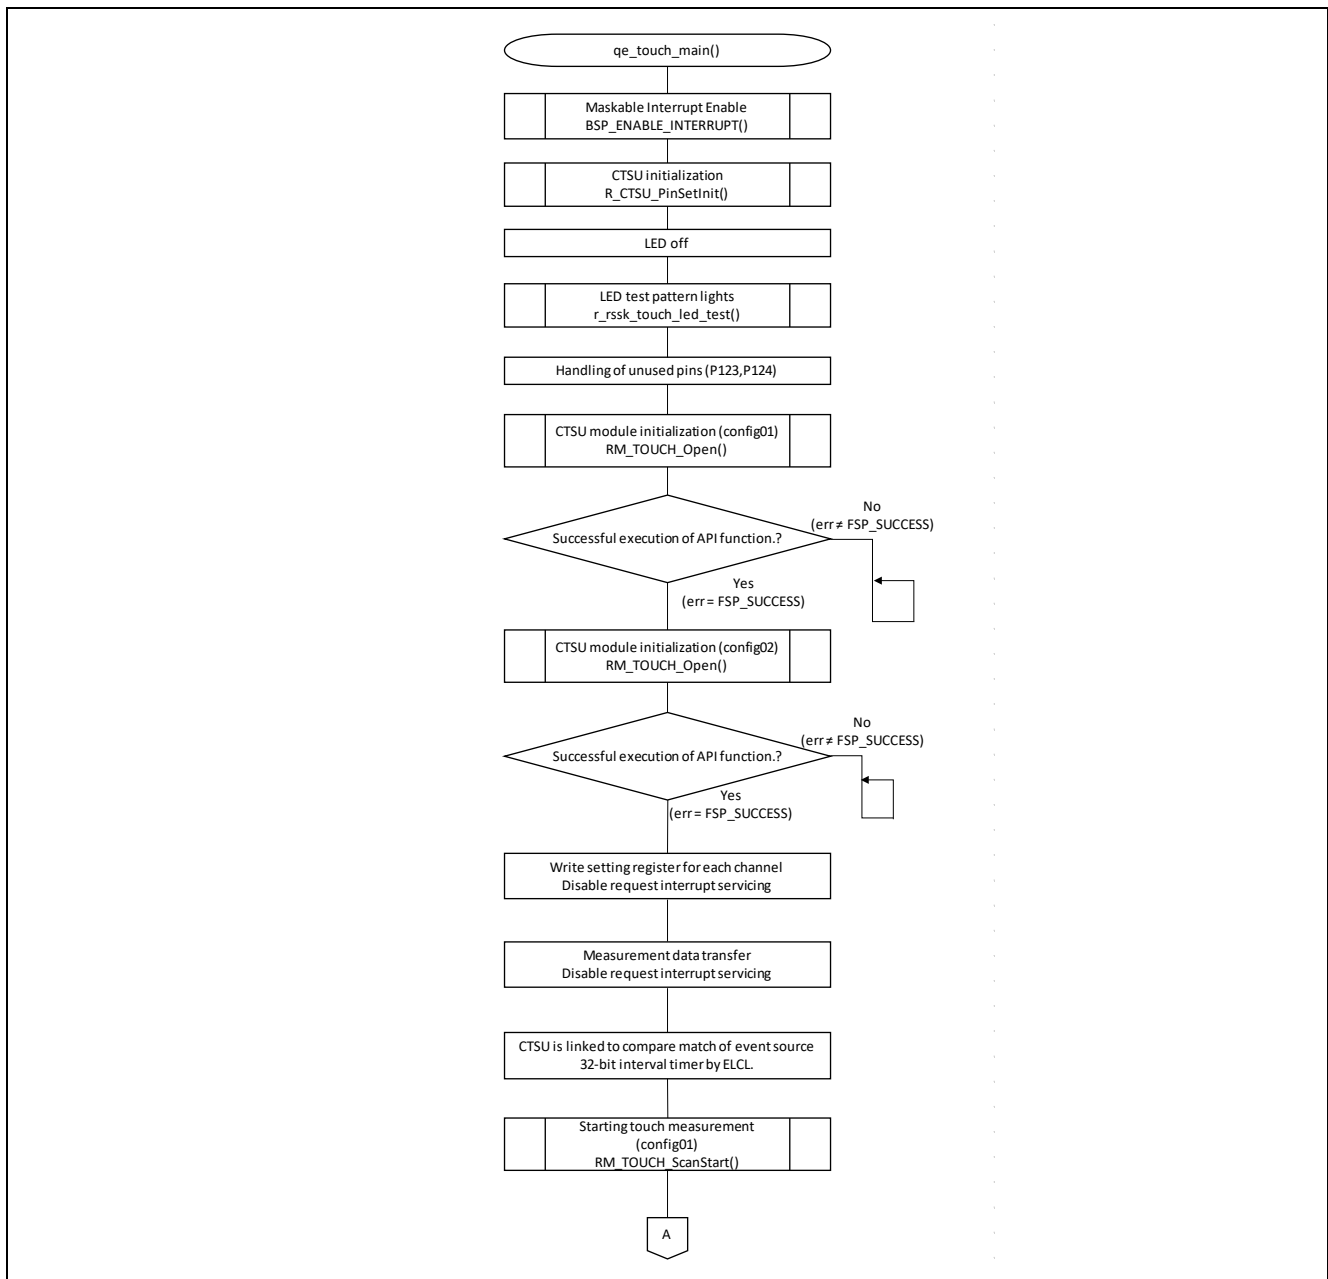 qe_touch_main()
Maskable Interrupt Enable
BSP_ENABLE_INTERRUPT()
CTSU initialization
R_CTSU_PinSetInit()
LED off
LED test pattern lights
r_rssk_touch_led_test()
Handling of unused pins (P123,P124)
CTSU module initialization (config01)
RM_TOUCH_Open()
Successful execution of API function.?
No
(err ≠ FSP_SUCCESS)
Yes
(err = FSP_SUCCESS)
CTSU module initialization (config02)
RM_TOUCH_Open()
Successful execution of API function.?
No
(err ≠ FSP_SUCCESS)
Yes
(err = FSP_SUCCESS)
Write setting register for each channel
Disable request interrupt servicing
Measurement data transfer
Disable request interrupt servicing
CTSU is linked to compare match of event source
32-bit interval timer by ELCL.
Starting touch measurement
(config01)
RM_TOUCH_ScanStart()
A